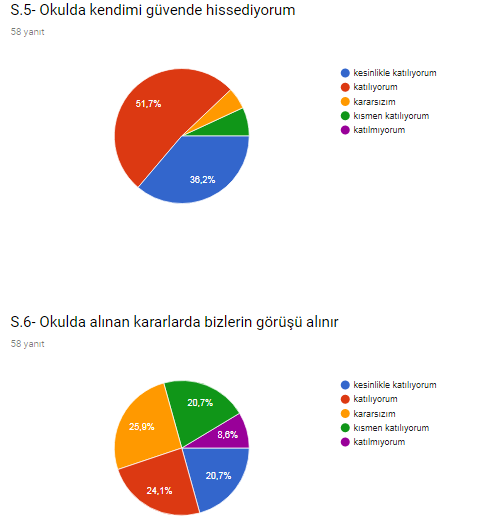 S.5- Okulda kendimi güvende hissediyorum
58 yanıt
kesinlikle katılıyorum
katılıyorum
kararsızım
kısmen katılıyorum
katılmıyorum
51,7%
36,2%
S.6- Okulda alınan kararlarda bizlerin görüşü alınır
58 yanıt
kesinlikle katılıyorum
katılıyorum
kararsızım
kısmen katılıyorum
katılmıyorum
20,7%
25,9%
8,6%
20,7%
24,1%